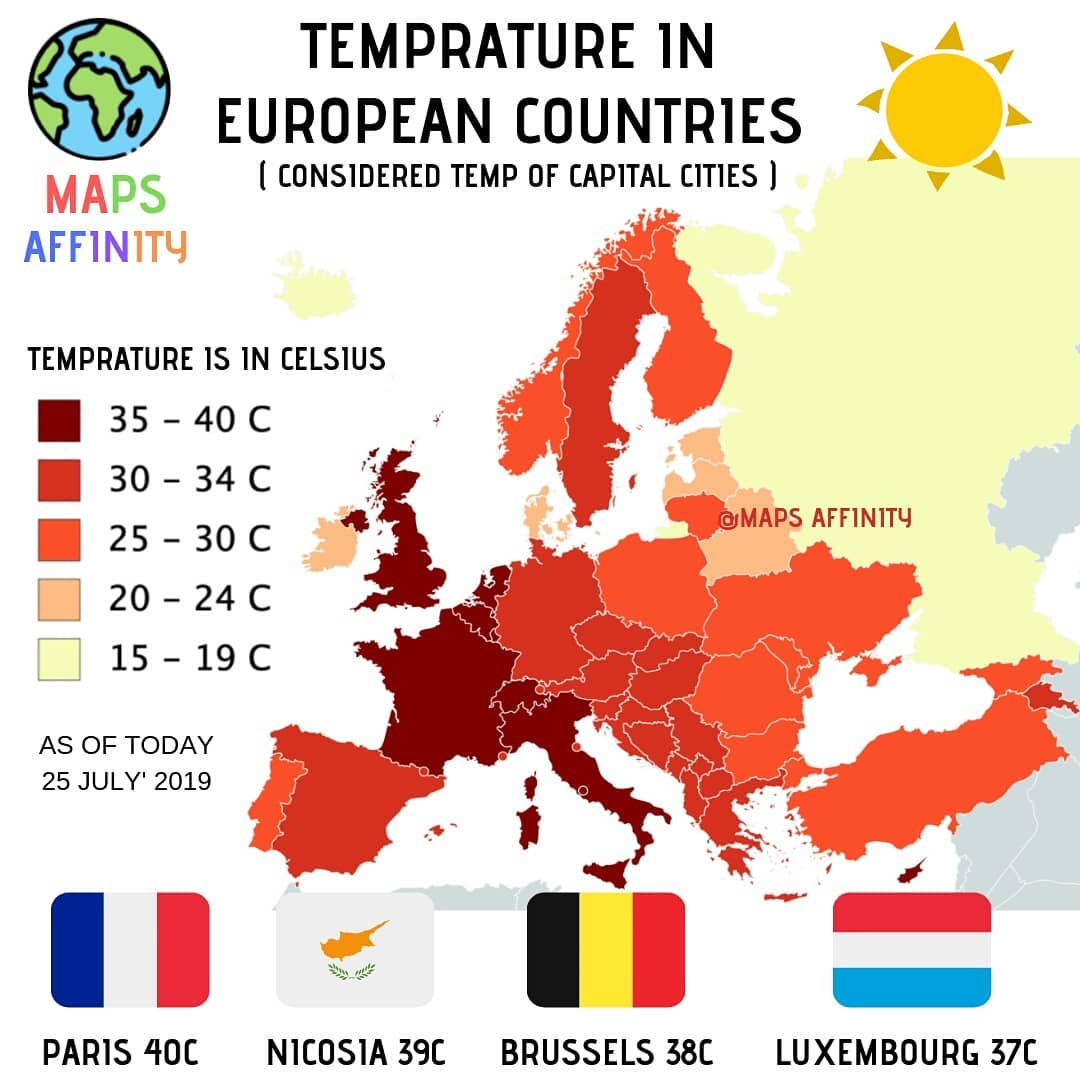 TEMPRATURE IN
EUROPEAN COUNTRIES
( CONSIDERED TEMP OF CAPITAL CITIES )
MAPS
AFFINITY
TEMPRATURE IS IN CELSIUS
35 – 40 C
30 – 34 C
25 – 30 C
20 – 24 C
15 – 19 C
@MAPS AFFINITY
AS OF TODAY
25 JULY' 2019
PARIS 40C
NICOSIA 39C
BRUSSELS 38C
LUXEMBOURG 37C